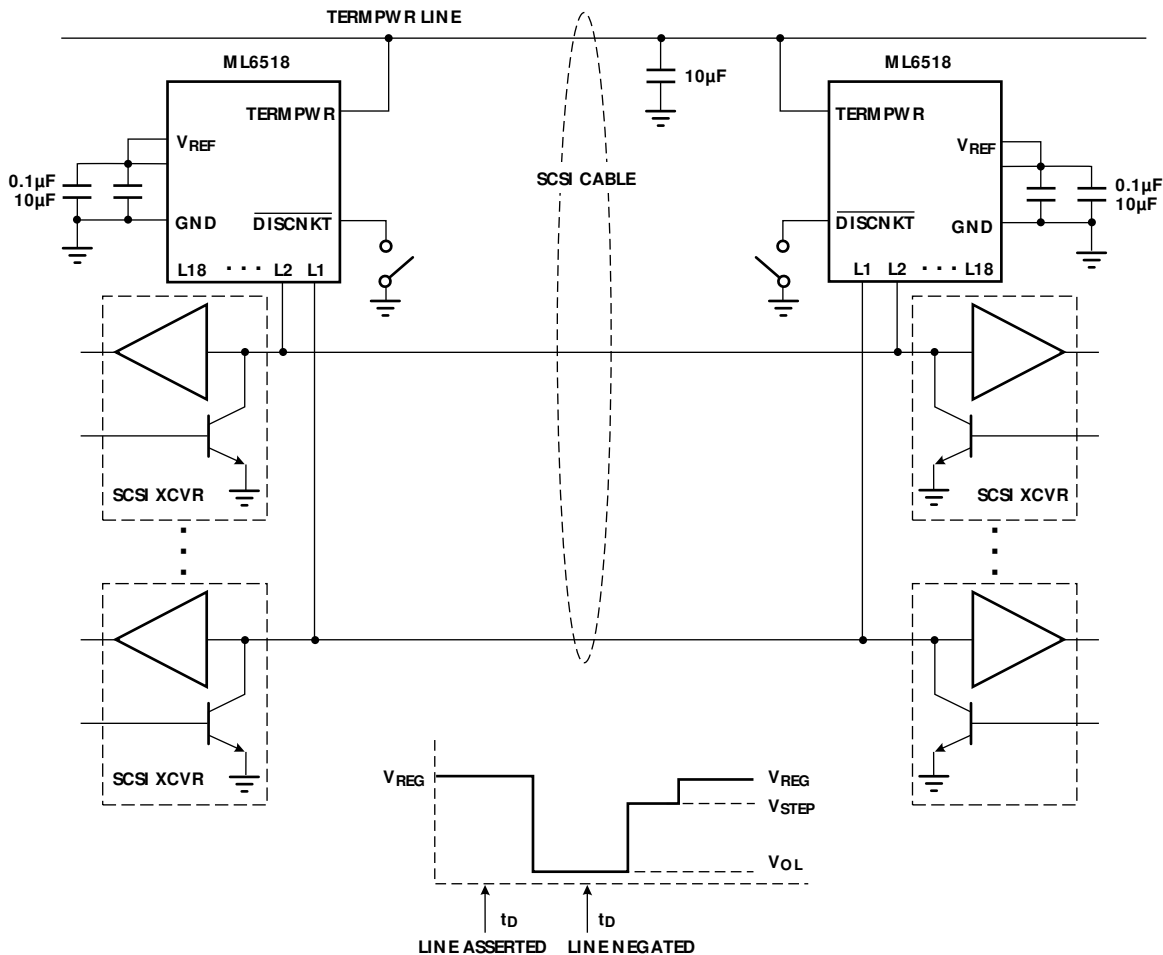 TERMPWR LINE
ML6518
ML6518
10µF
TERMPWR
TERMPWR
VREF
VREF
SCSI CABLE
0.1µF
10µF
0.1µF
10µF
GND
DISCNKT
DISCNKT
GND
L18 · · · L2 L1
L1 L2 · · · L18
SCSI XCVR
SCSI XCVR
SCSI XCVR
VREG
VREG
VSTEP
VOL
tD
tD
LINE ASSERTED
LINE NEGATED